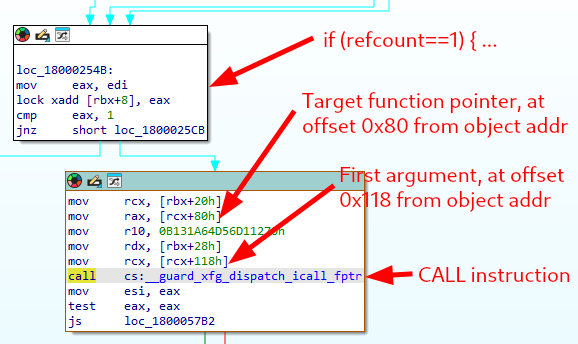 if (refcount==1) { ...
loc_18000254B:
mov eax, edi
lock xadd [rbx+8], eax
cmp eax, 1
jnz short loc_1800025CB
Target function pointer, at
offset 0x80 from object addr
First argument, at offset
0x118 from object addr
mov rcx, [rbx+20h]
mov rax, [rcx+80h]
mov r10, 0B131A64D56D11270h
mov rdx, [rbx+28h]
mov rcx, [rcx+118h]
call cs:__guard_xfg_dispatch_icall_fptr
CALL instruction
mov esi, eax
test eax, eax
js loc_1800057B2